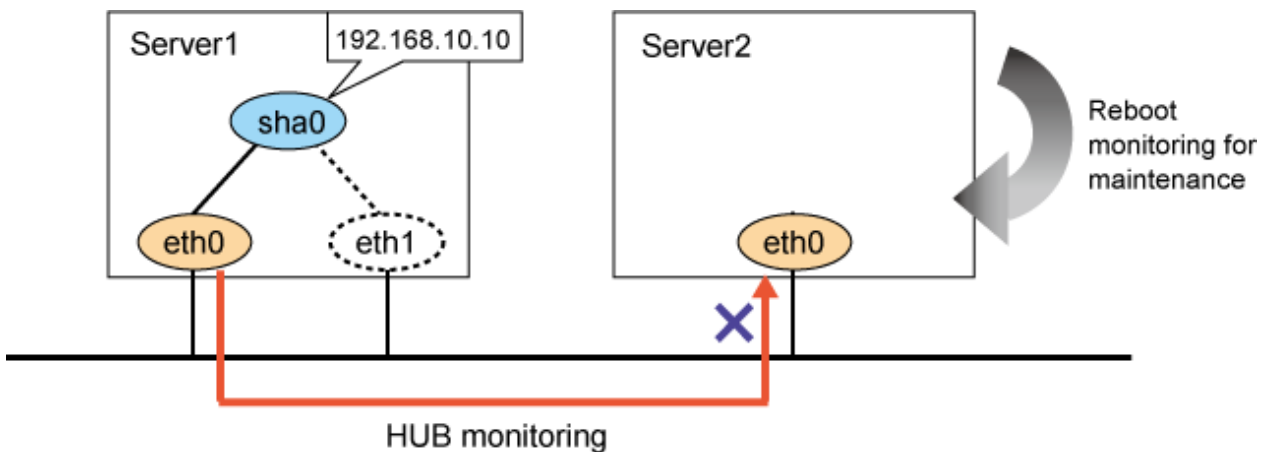 Server1
192.168.10.10
Server2
sha0
Reboot
monitoring for
maintenance
eth0
eth1
eth0
HUB monitoring